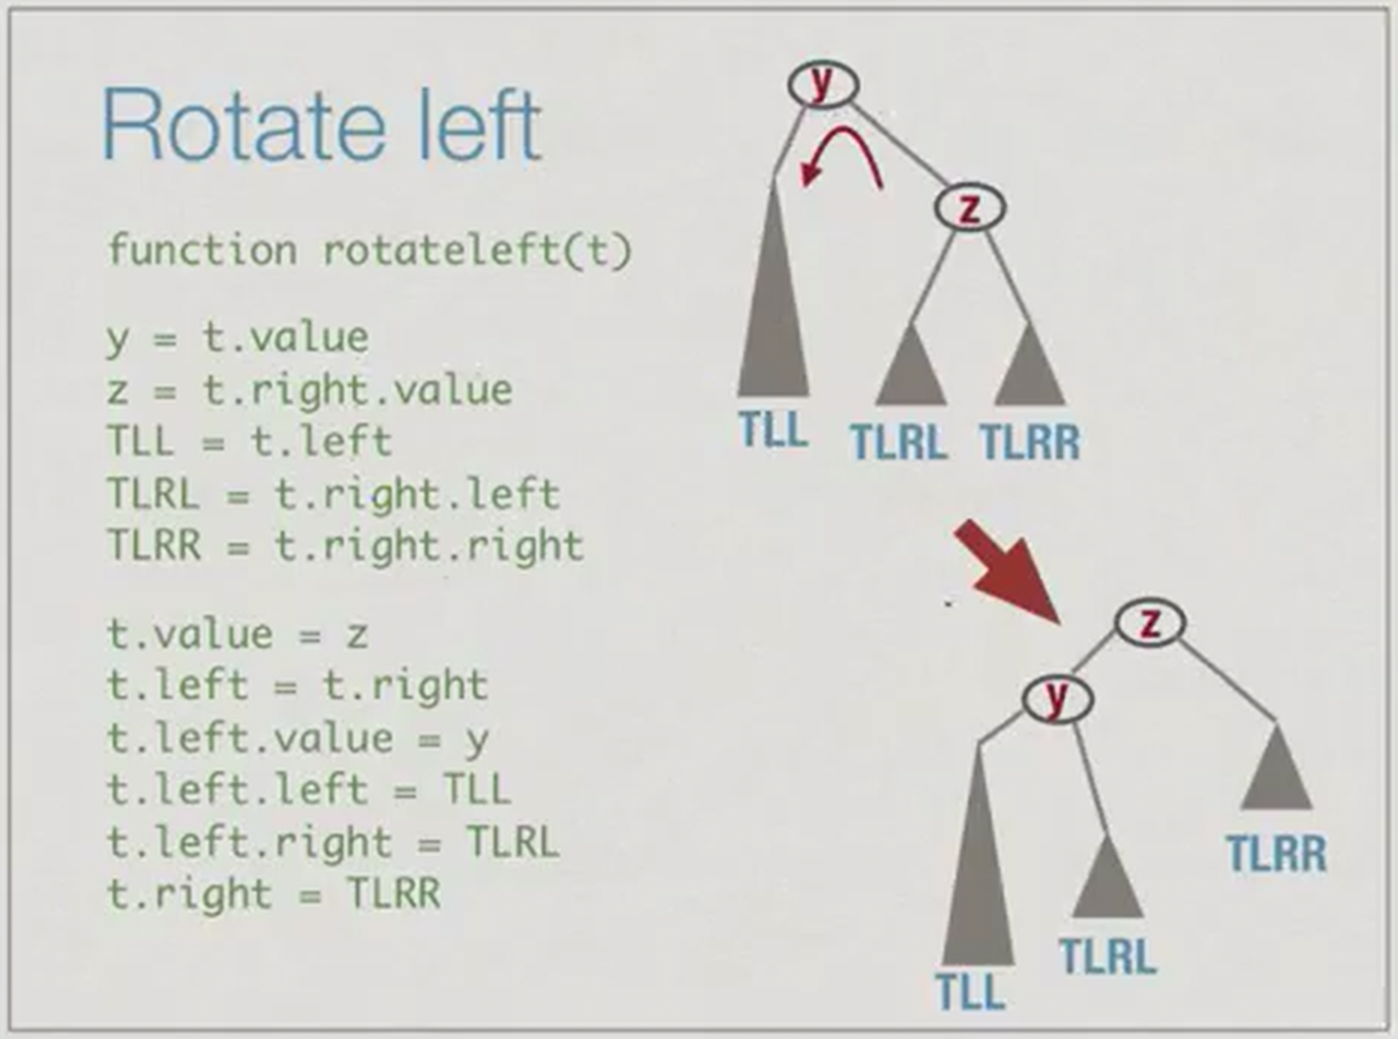 Rotate left
function rotateleft(t)
y = t.value
z = t.right.value
TLL = t.left
TLRL = t.right.left
TLRR = t.right.right
t.value = z
t.left = t.right
t.left.value = y
t.left.left = TLL
t.left.right = TLRL
t.right = TLRR
y
z
TLL
TLRL
TLRR
z
y
TLRR
TLRL
TLL